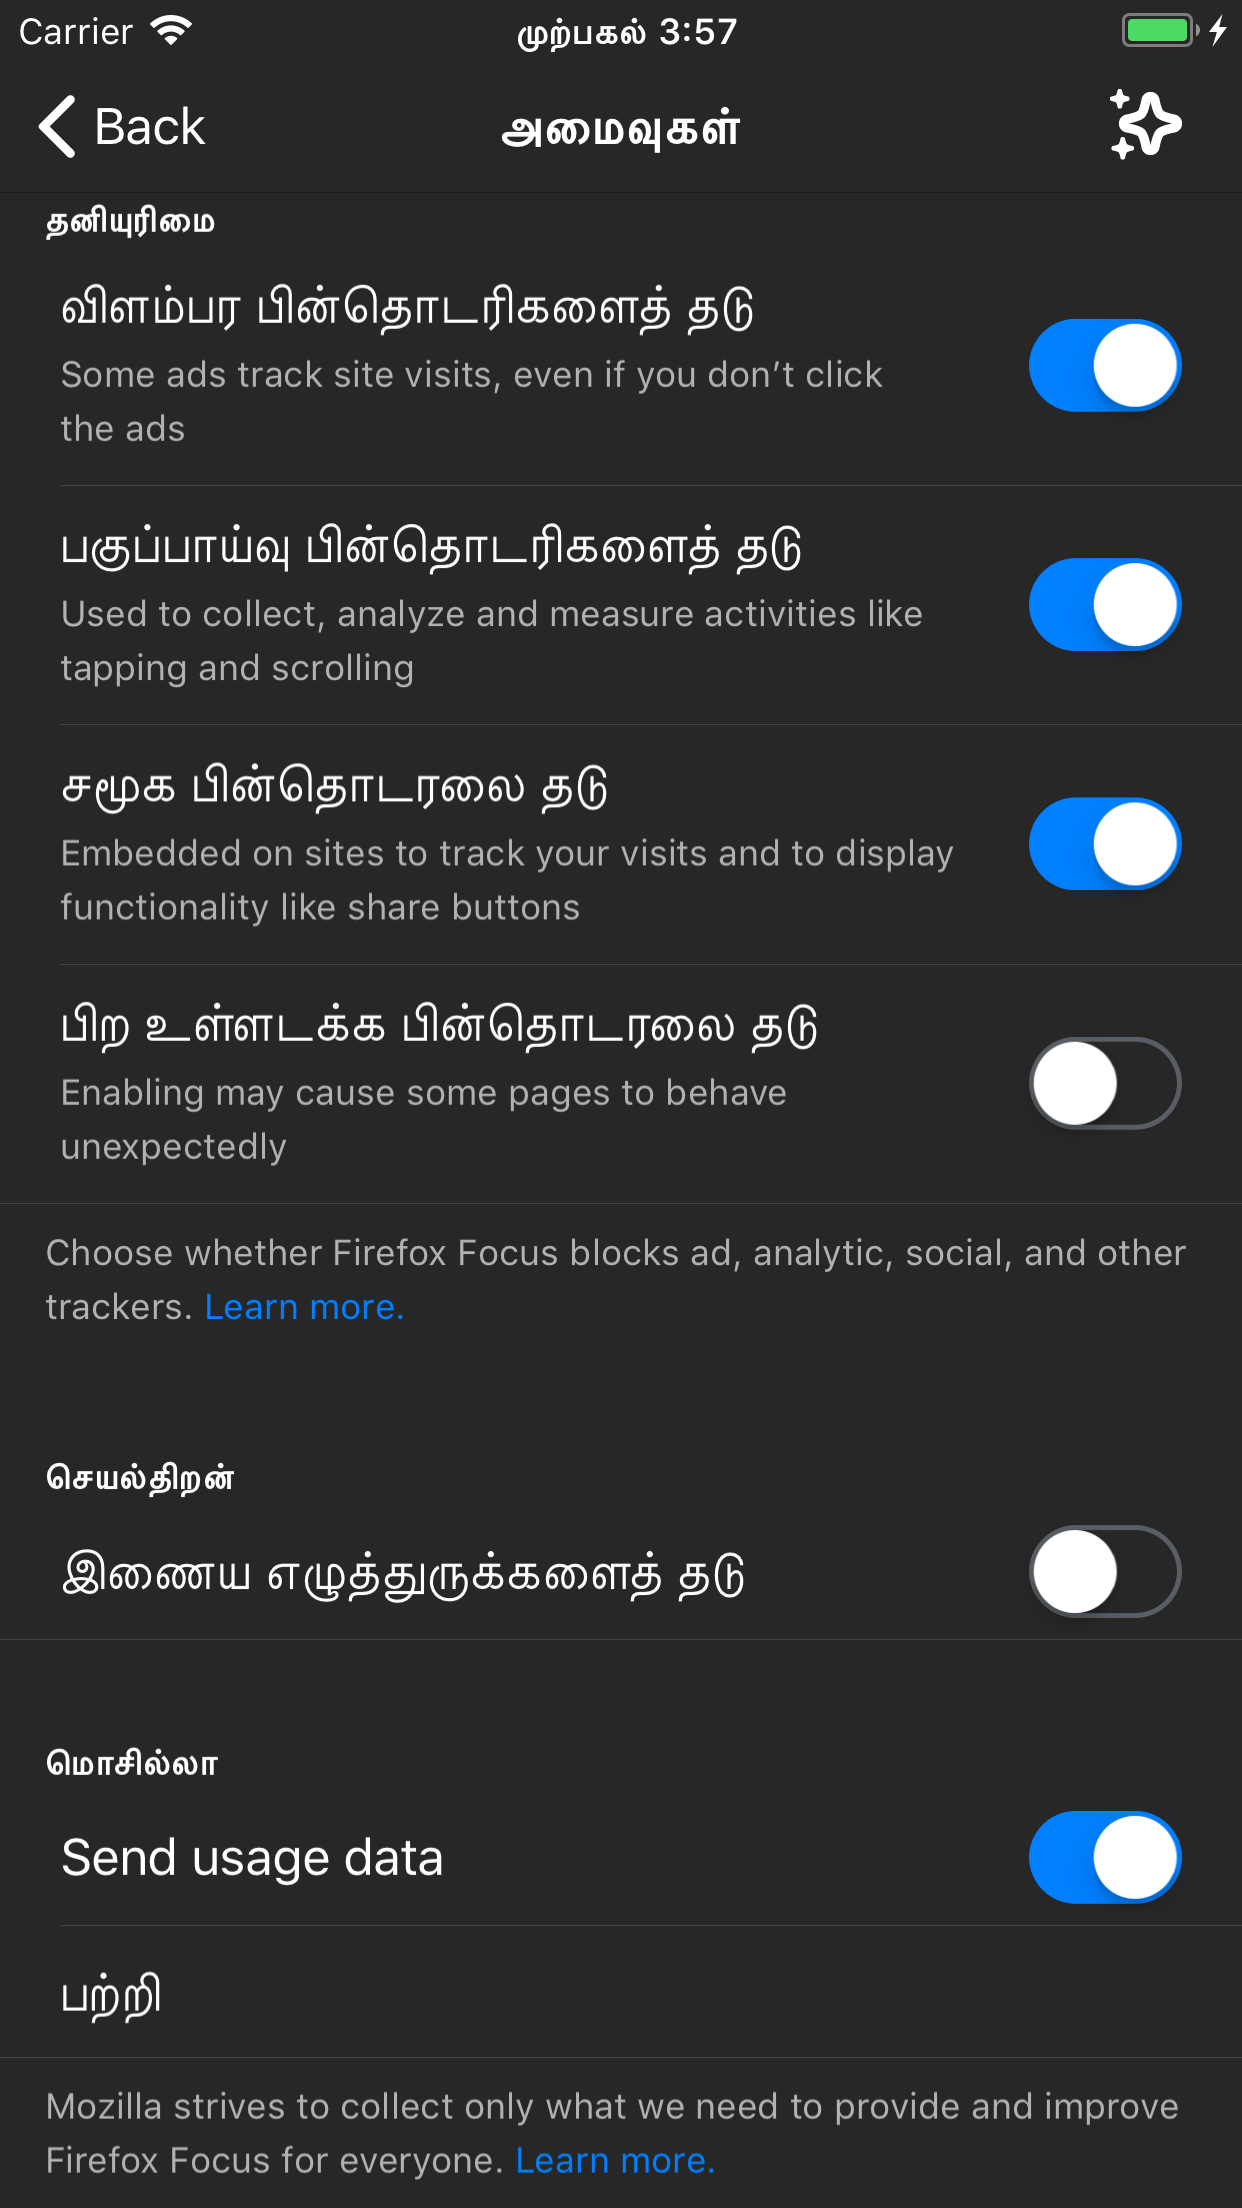 Carrier முற்பகல் 3:57
Back அமைவுகள்
தனியுரிமை
விளம்பர பின்தொடரிகளைத் தடு
Some ads track site visits, even if you don’t click
the ads
பகுப்பாய்வு பின்தொடரிகளைத் தடு
Used to collect, analyze and measure activities like
tapping and scrolling
சமூக பின்தொடரலை தடு
Embedded on sites to track your visits and to display
functionality like share buttons
பிற உள்ளடக்க பின்தொடரலை தடு
Enabling may cause some pages to behave
unexpectedly
Choose whether Firefox Focus blocks ad, analytic, social, and other
trackers. Learn more.
செயல்திறன்
இணைய எழுத்துருக்களைத் தடு
மொசில்லா
Send usage data
பற்றி
Mozilla strives to collect only what we need to provide and improve
Firefox Focus for everyone. Learn more.